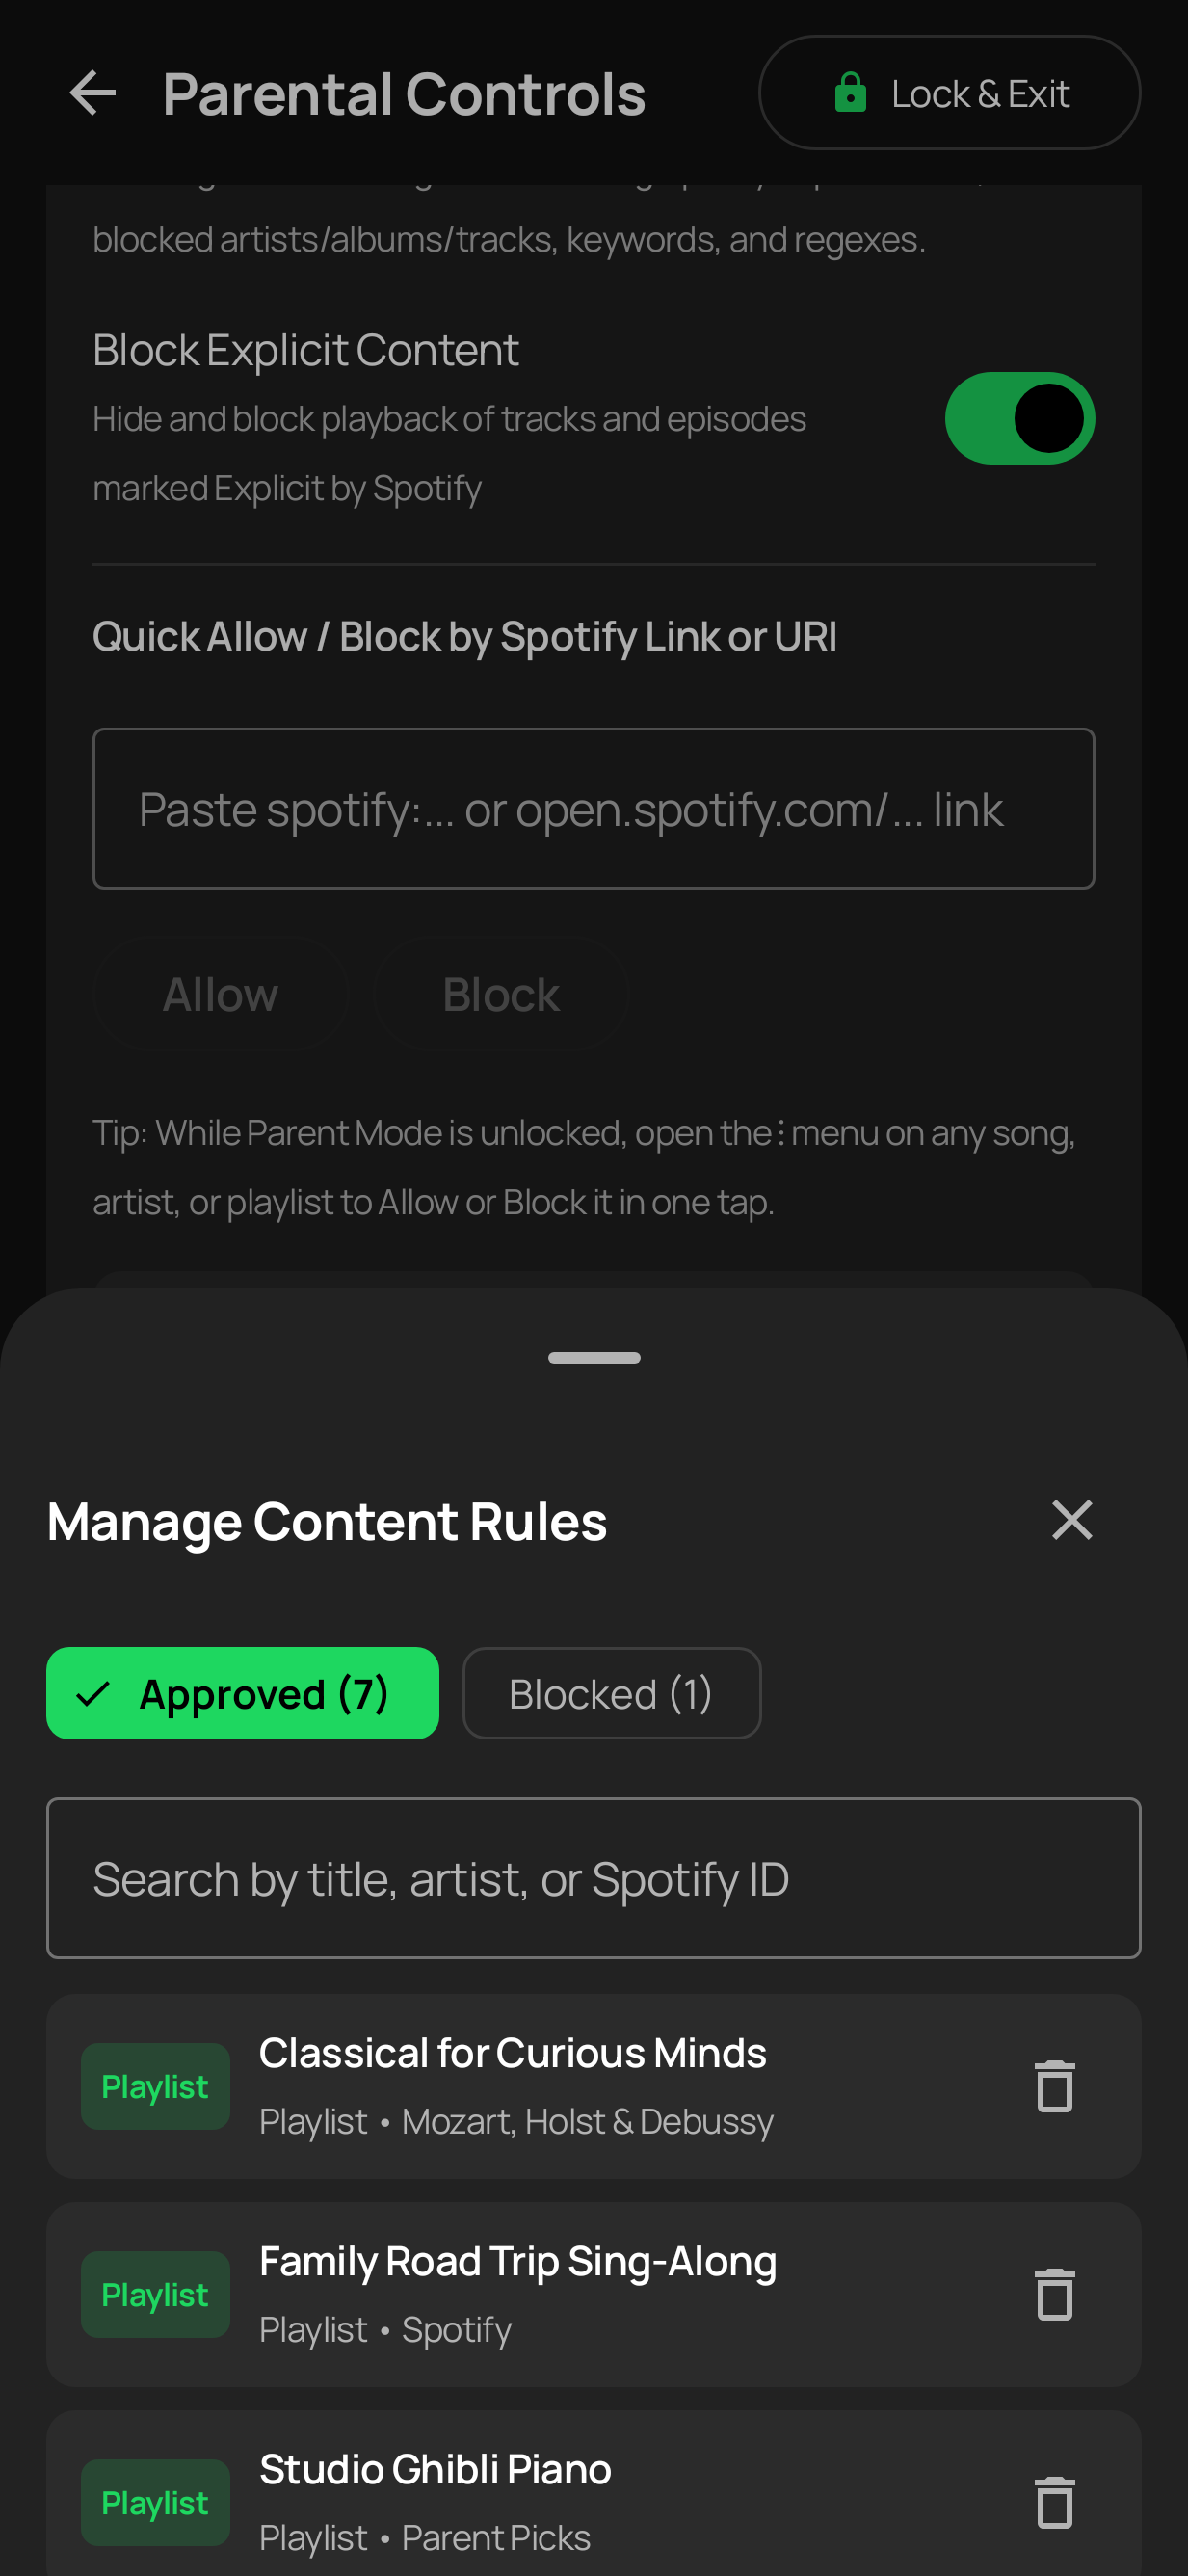 Parental Controls
Lock & Exit
blocked artists/albums/tracks, keywords, and regexes.
Block Explicit Content
Hide and block playback of tracks and episodes
marked Explicit by Spotify
Quick Allow / Block by Spotify Link or URI
Paste spotify:... or open.spotify.com/... link
Allow
Block
Tip: While Parent Mode is unlocked, open the ⋮ menu on any song,
artist, or playlist to Allow or Block it in one tap.
Manage Content Rules
Approved (7)
Blocked (1)
Search by title, artist, or Spotify ID
Playlist
Classical for Curious Minds
Playlist • Mozart, Holst & Debussy
Playlist
Family Road Trip Sing-Along
Playlist • Spotify
Playlist
Studio Ghibli Piano
Playlist • Parent Picks